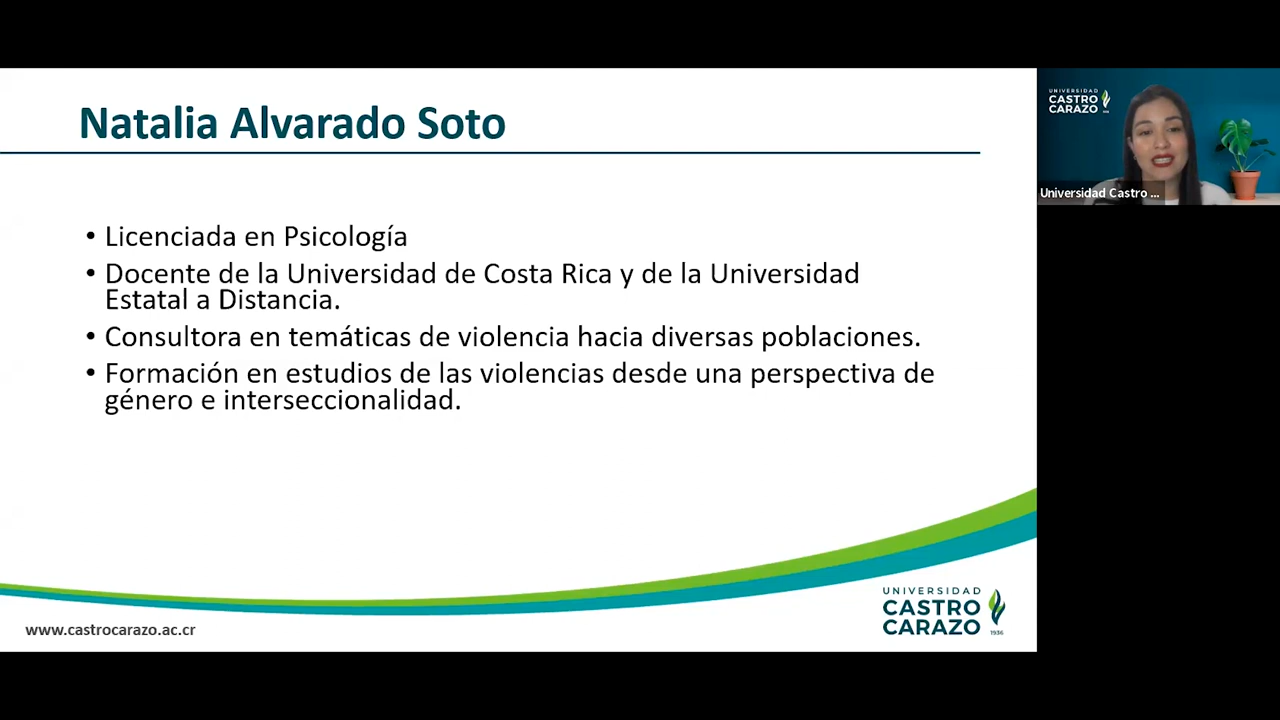 Natalia Alvarado Soto
• Licenciada en Psicología
• Docente de la Universidad de Costa Rica y de la Universidad
Estatal a Distancia.
• Consultora en temáticas de violencia hacia diversas poblaciones.
• Formación en estudios de las violencias desde una perspectiva de
género e interseccionalidad.
www.castrocarazo.ac.cr
UNIVERSIDAD
CASTRO
CARAZO
1936
UNIVERSIDAD
CASTRO
CARAZO
Universidad Castro ...